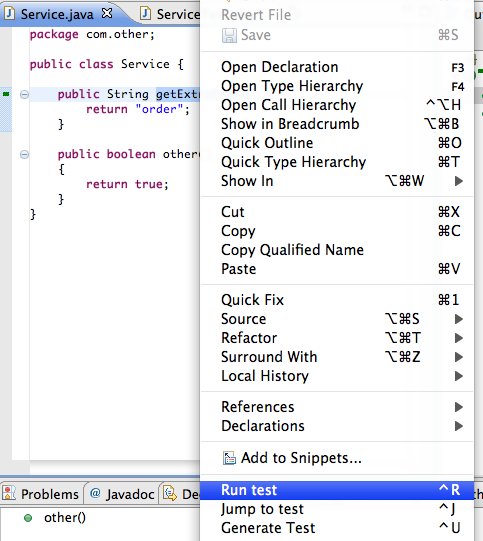 Service.java
Service
package com.other;
public class Service {
public String getExtr
return "order";
}
public boolean other(
{
return true;
}
}
Revert File
Save ⌘S
Open Declaration F3
Open Type Hierarchy F4
Open Call Hierarchy ^⌥H
Show in Breadcrumb ⌥⌘B
Quick Outline ⌘O
Quick Type Hierarchy ⌘T
Show In ⌥⌘W
Cut ⌘X
Copy ⌘C
Copy Qualified Name
Paste ⌘V
Quick Fix ⌘1
Source ⌥⌘S
Refactor ⌥⌘T
Surround With ⌥⌘Z
Local History
References
Declarations
Add to Snippets...
Run test ^R
Jump to test ^J
Generate Test ^U
Problems
@ Javadoc
De
other()